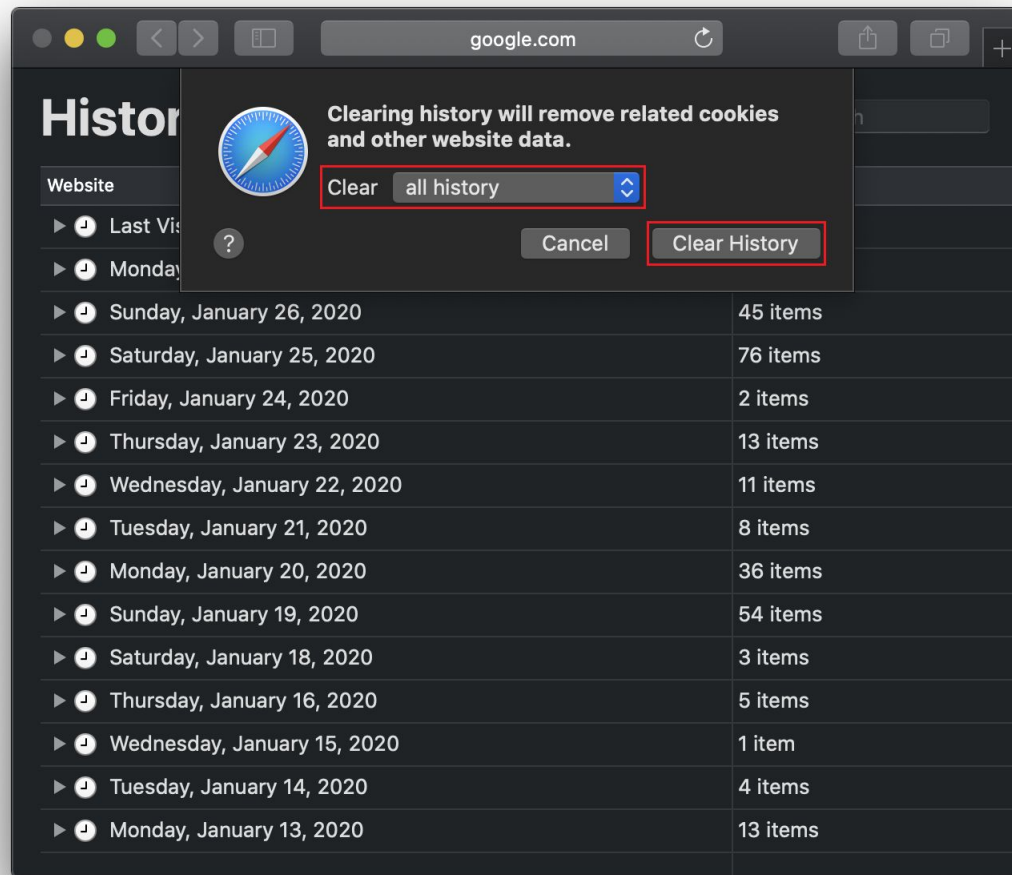 google.com
Histor
Clearing history will remove related cookies
and other website data.
Clear all history
?
Cancel Clear History
Website
Last Vis
Monday
Sunday, January 26, 2020 45 items
Saturday, January 25, 2020 76 items
Friday, January 24, 2020 2 items
Thursday, January 23, 2020 13 items
Wednesday, January 22, 2020 11 items
Tuesday, January 21, 2020 8 items
Monday, January 20, 2020 36 items
Sunday, January 19, 2020 54 items
Saturday, January 18, 2020 3 items
Thursday, January 16, 2020 5 items
Wednesday, January 15, 2020 1 item
Tuesday, January 14, 2020 4 items
Monday, January 13, 2020 13 items